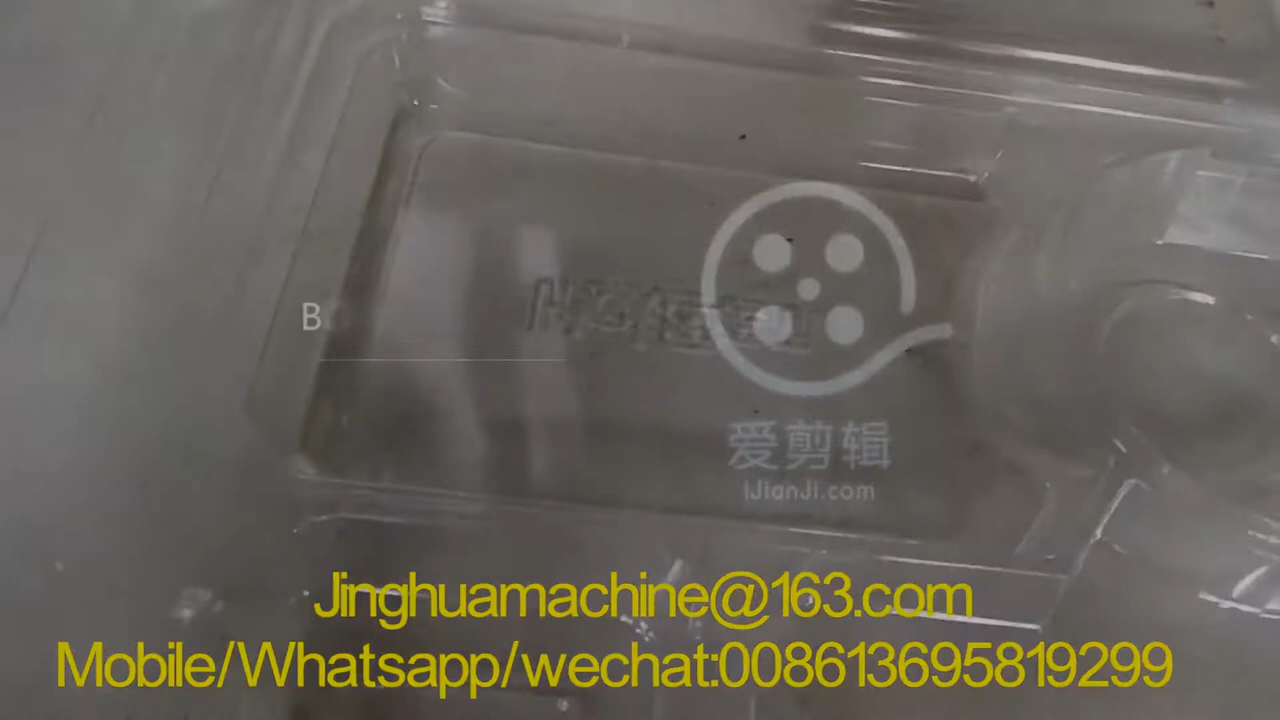 B
爱剪辑
iJianJi.com
Jinghuamachine@163.com
Mobile/Whatsapp/wechat:008613695819299